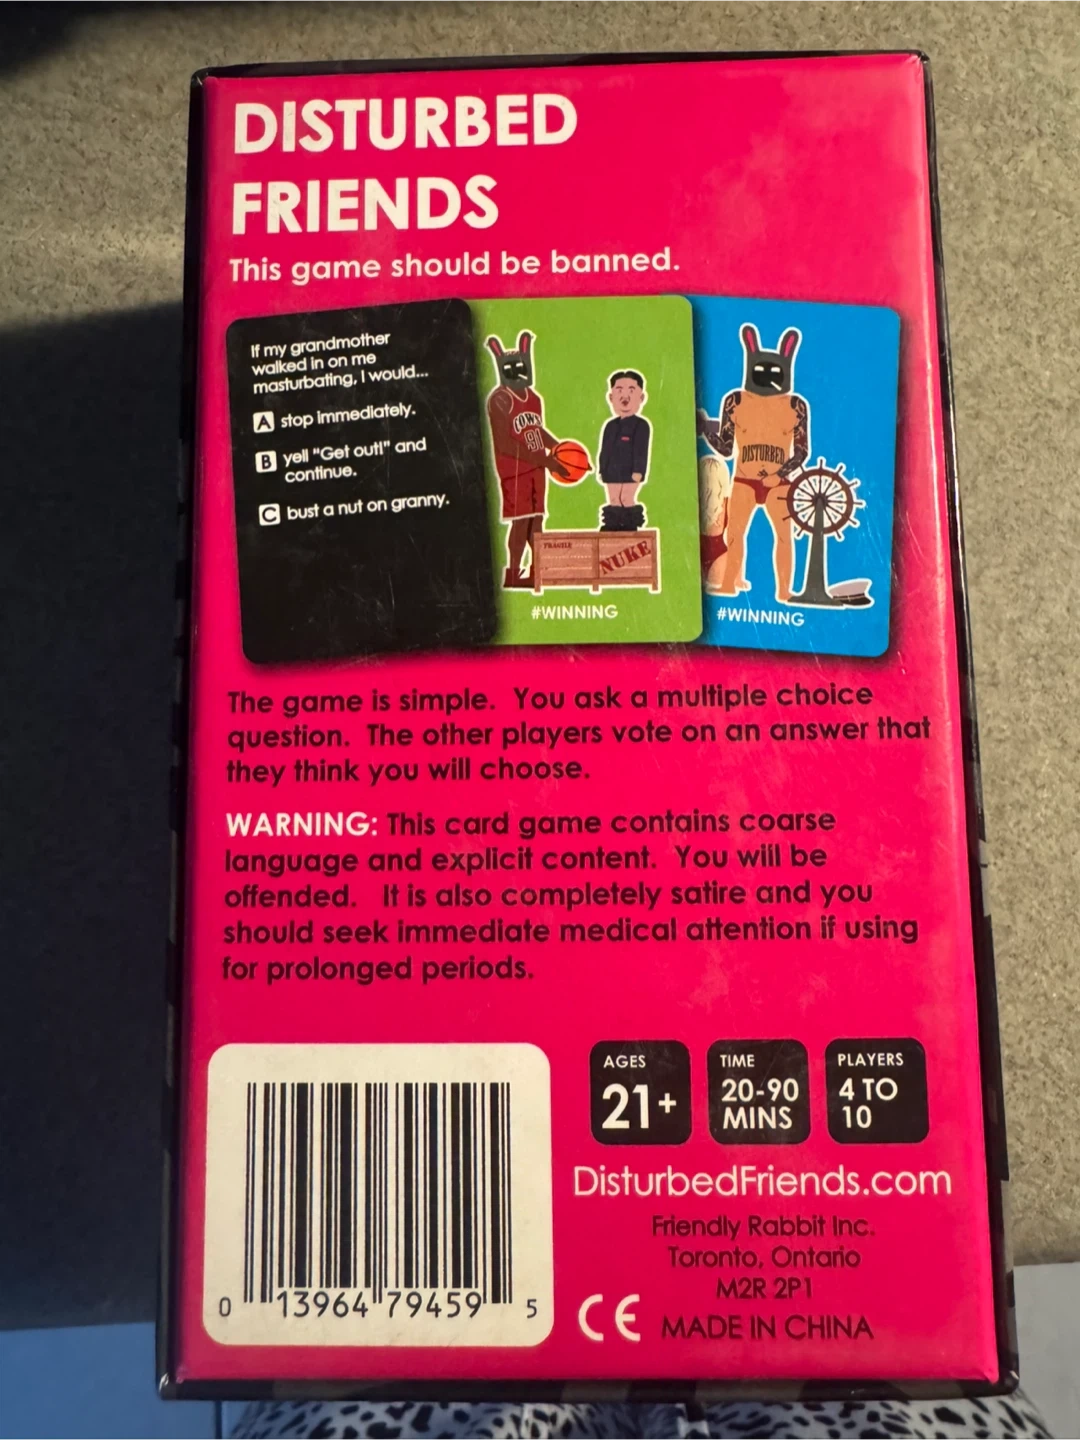 DISTURBED
FRIENDS
This game should be banned.
If my grandmother
walked in on me
masturbating, I would...
A stop immediately.
B yell "Get out!" and
continue.
C bust a nut on granny.
COWS
91
FRAGILE
NUKE
#WINNING
DISTURBED
#WINNING
The game is simple. You ask a multiple choice
question. The other players vote on an answer that
they think you will choose.
WARNING: This card game contains coarse
language and explicit content. You will be
offended. It is also completely satire and you
should seek immediate medical attention if using
for prolonged periods.
AGES
21+
TIME
20-90
MINS
PLAYERS
4 TO
10
DisturbedFriends.com
Friendly Rabbit Inc.
Toronto, Ontario
M2R 2P1
CE MADE IN CHINA
0 13964 79459 5